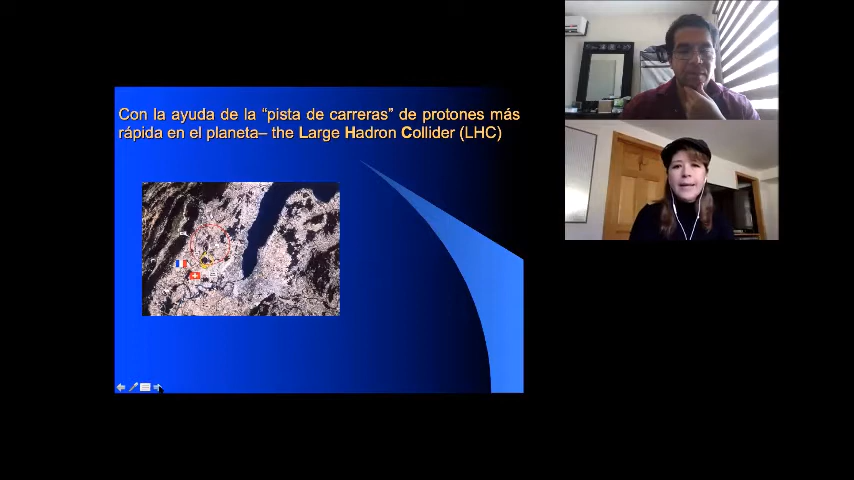 Con la ayuda de la “pista de carreras” de protones más
rápida en el planeta– the Large Hadron Collider (LHC)